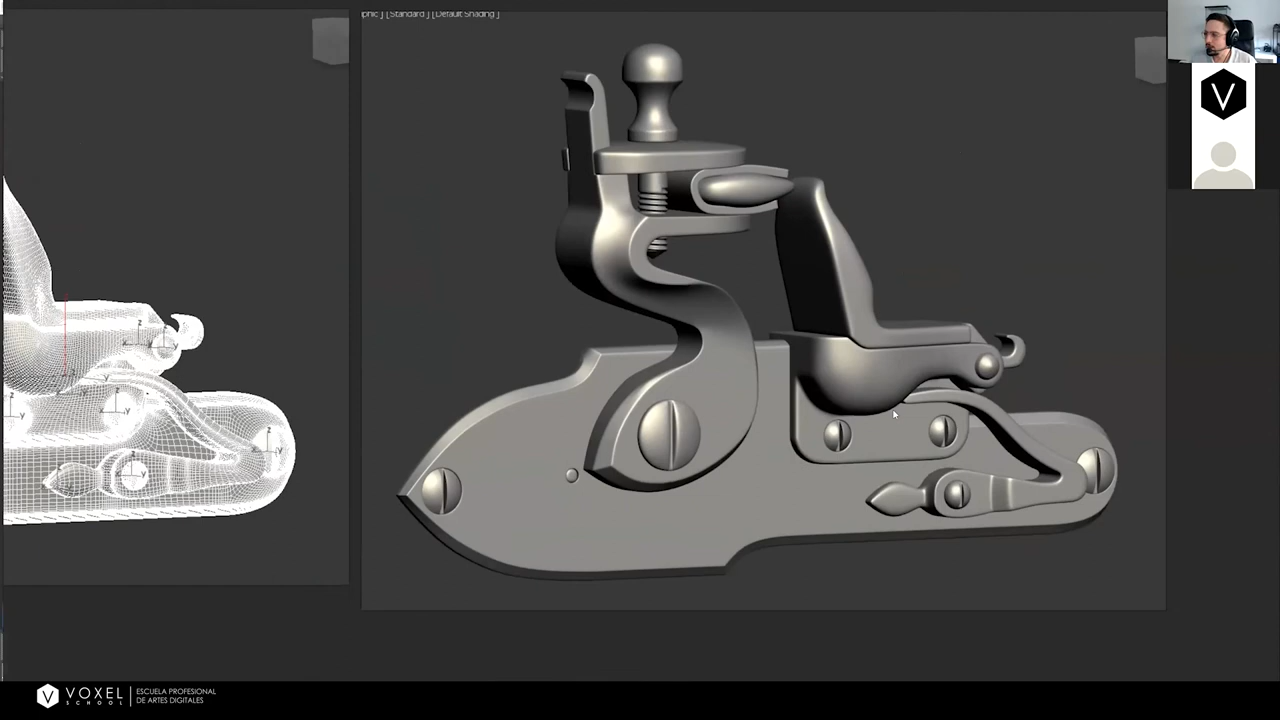 phic ] [Standard ] [Default Shading ]
z
z
y
z
y
y
y
z
y
V
VOXEL
SCHOOL
ESCUELA PROFESIONAL
DE ARTES DIGITALES